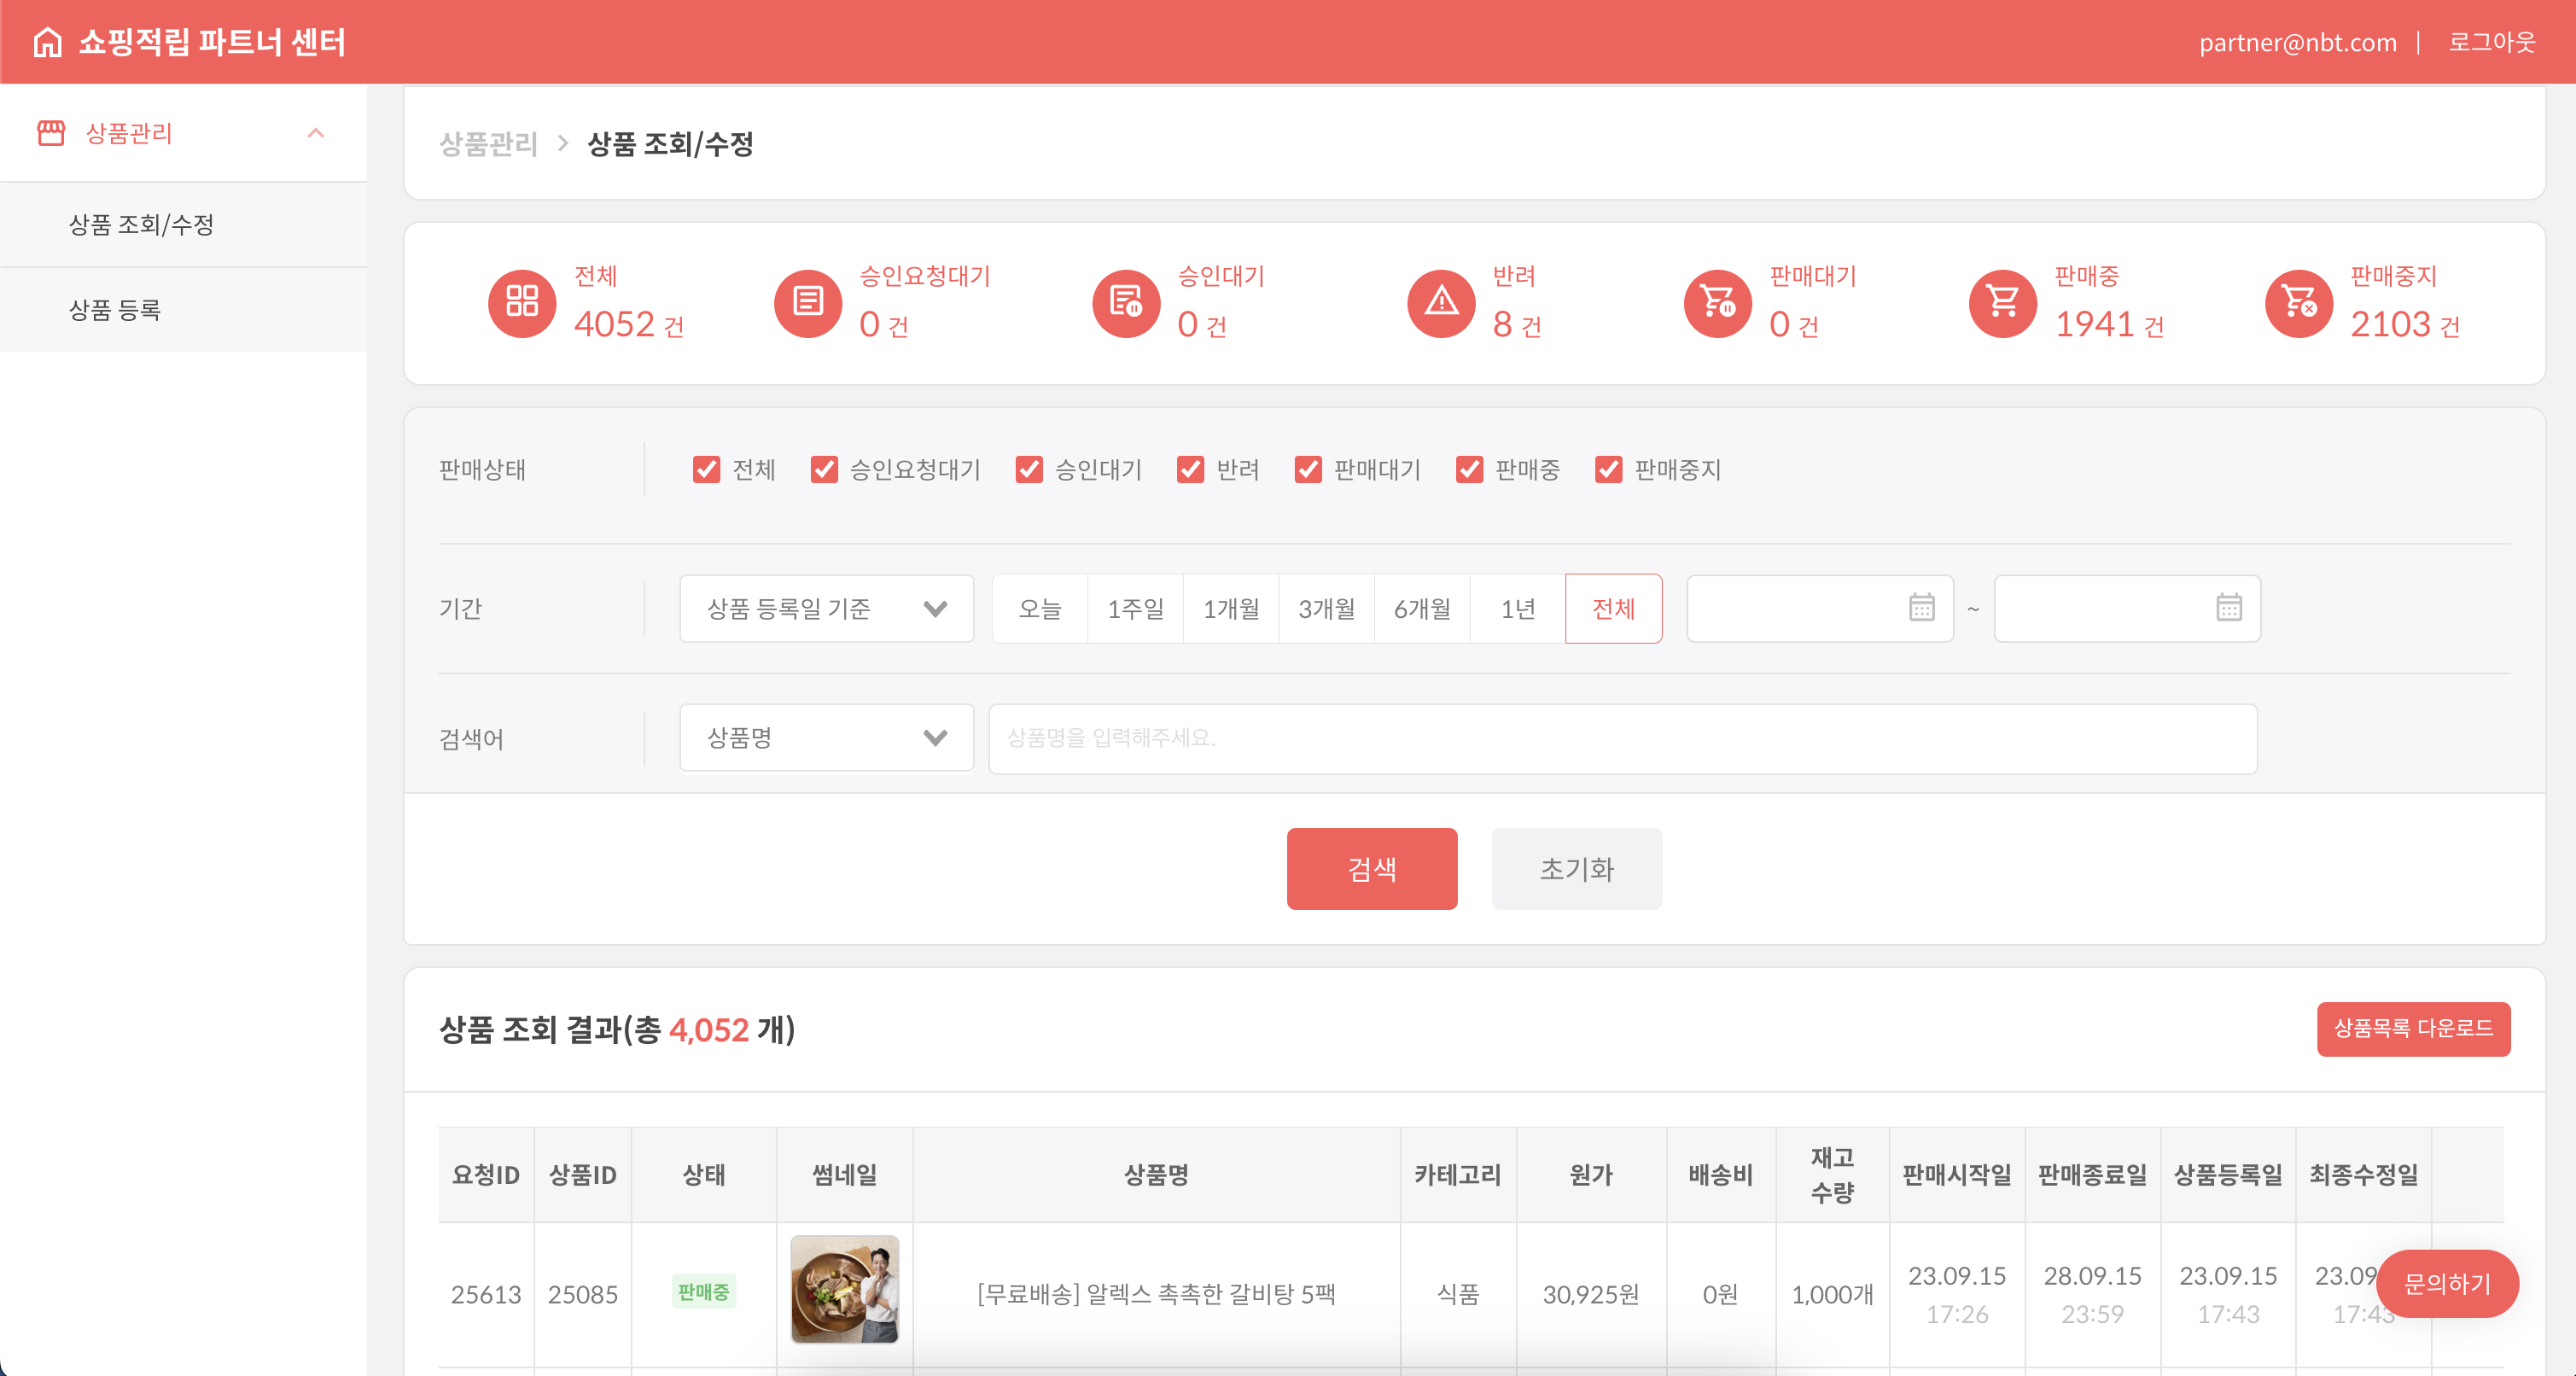 쇼핑적립 파트너 센터
partner@nbt.com | 로그아웃
상품관리
상품 조회/수정
상품 등록
상품관리 > 상품 조회/수정
전체
4052 건
승인요청대기
0 건
승인대기
0 건
반려
8 건
판매대기
0 건
판매중
1941 건
판매중지
2103 건
판매상태 전체 승인요청대기 승인대기 반려 판매대기 판매중 판매중지
기간 상품 등록일 기준 오늘 1주일 1개월 3개월 6개월 1년 전체 ~
검색어 상품명 상품명을 입력해주세요.
검색 초기화
상품 조회 결과(총 4,052 개)
상품목록 다운로드
요청ID 상품ID 상태 썸네일 상품명 카테고리 원가 배송비 재고 수량 판매시작일 판매종료일 상품등록일 최종수정일
25613 25085 판매중 [무료배송] 알렉스 촉촉한 갈비탕 5팩 식품 30,925원 0원 1,000개 23.09.15 28.09.15 23.09.15 23.09
17:26 23:59 17:43 17:43
문의하기